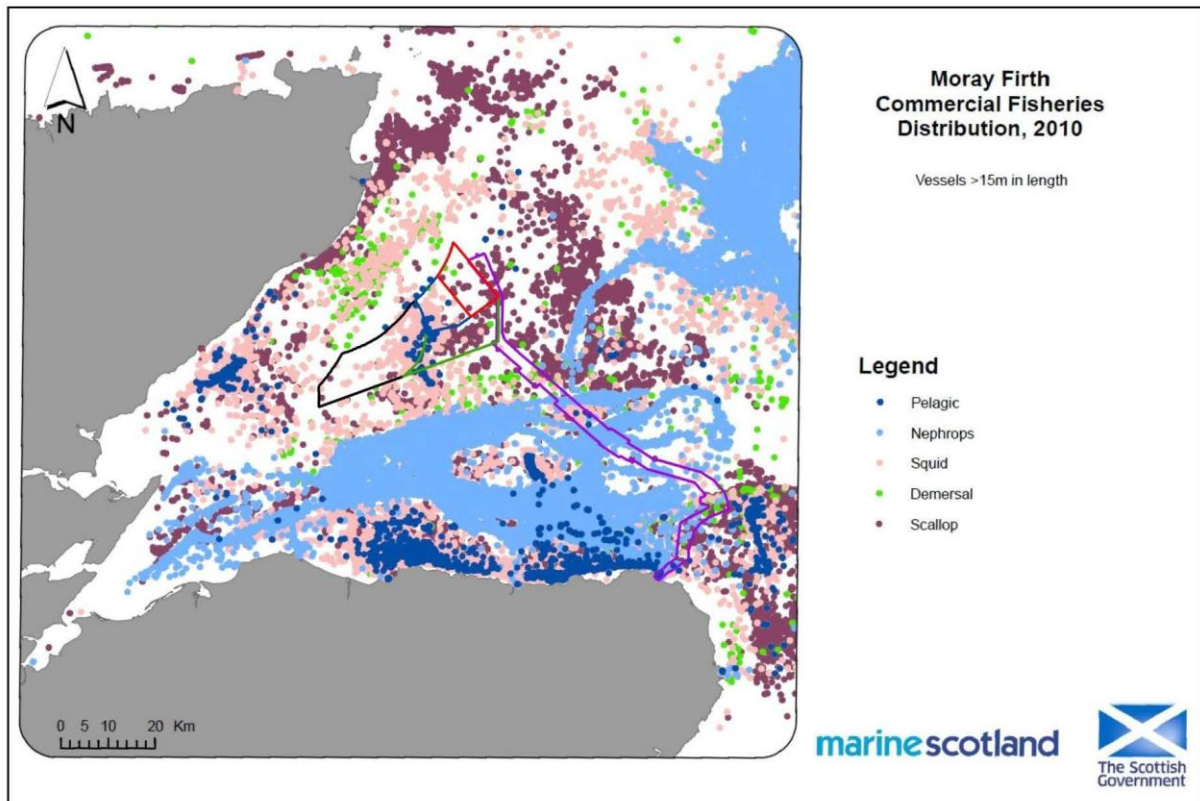 Moray Firth
Commercial Fisheries
Distribution, 2010
Vessels >15m in length
N
Legend
Pelagic
Nephrops
Squid
Demersal
Scallop
0 5 10 20 Km
marinescotland
The Scottish
Government